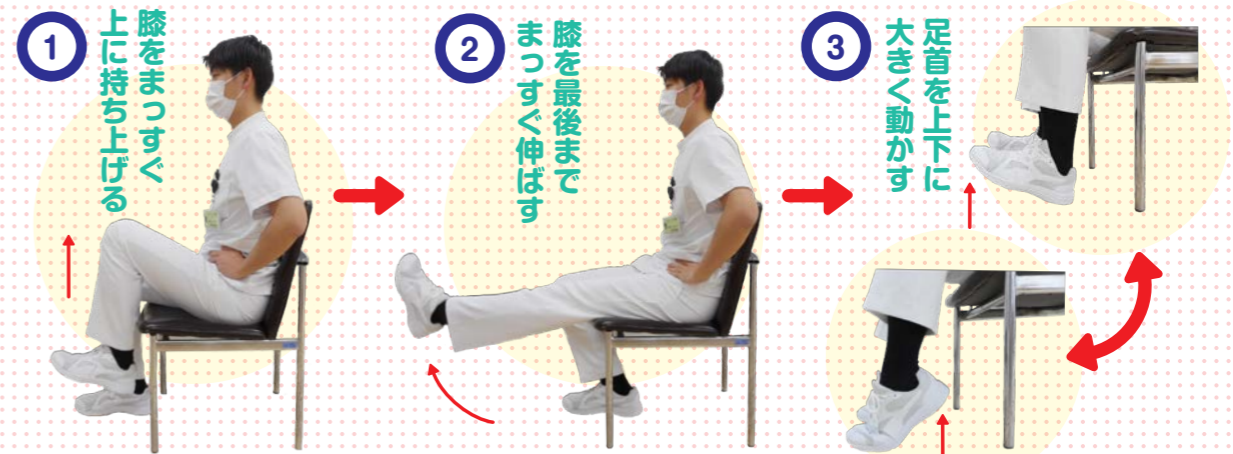 1
膝をまっすぐ
上に持ち上げる
2
膝を最後まで
まっすぐ伸ばす
3
足首を上下に
大きく動かす